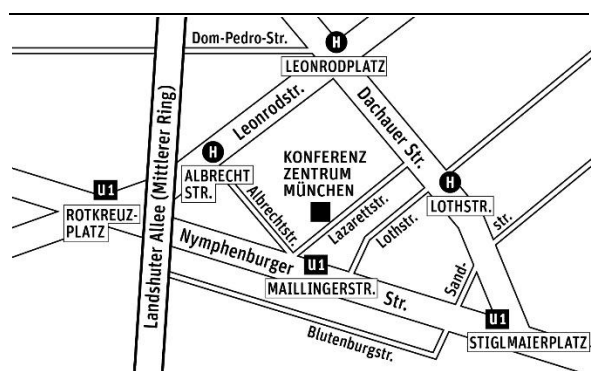 Dom-Pedro-Str.
H
LEONRODPLATZ
Leonrodstr.
Dachauer Str.
Landshuter Allee (Mittlerer Ring)
H
ALBRECHT
STR.
KONFERENZ
ZENTRUM
MÜNCHEN
H
LOTHSTR.
U1
ROTKREUZ-
PLATZ
Albrechtstr.
Lazarettstr.
Lothstr.
Sand-
str.
Nymphenburger
Str.
U1
MAILLINGERSTR.
Blutenburgstr.
U1
STIGLMAIERPLATZ